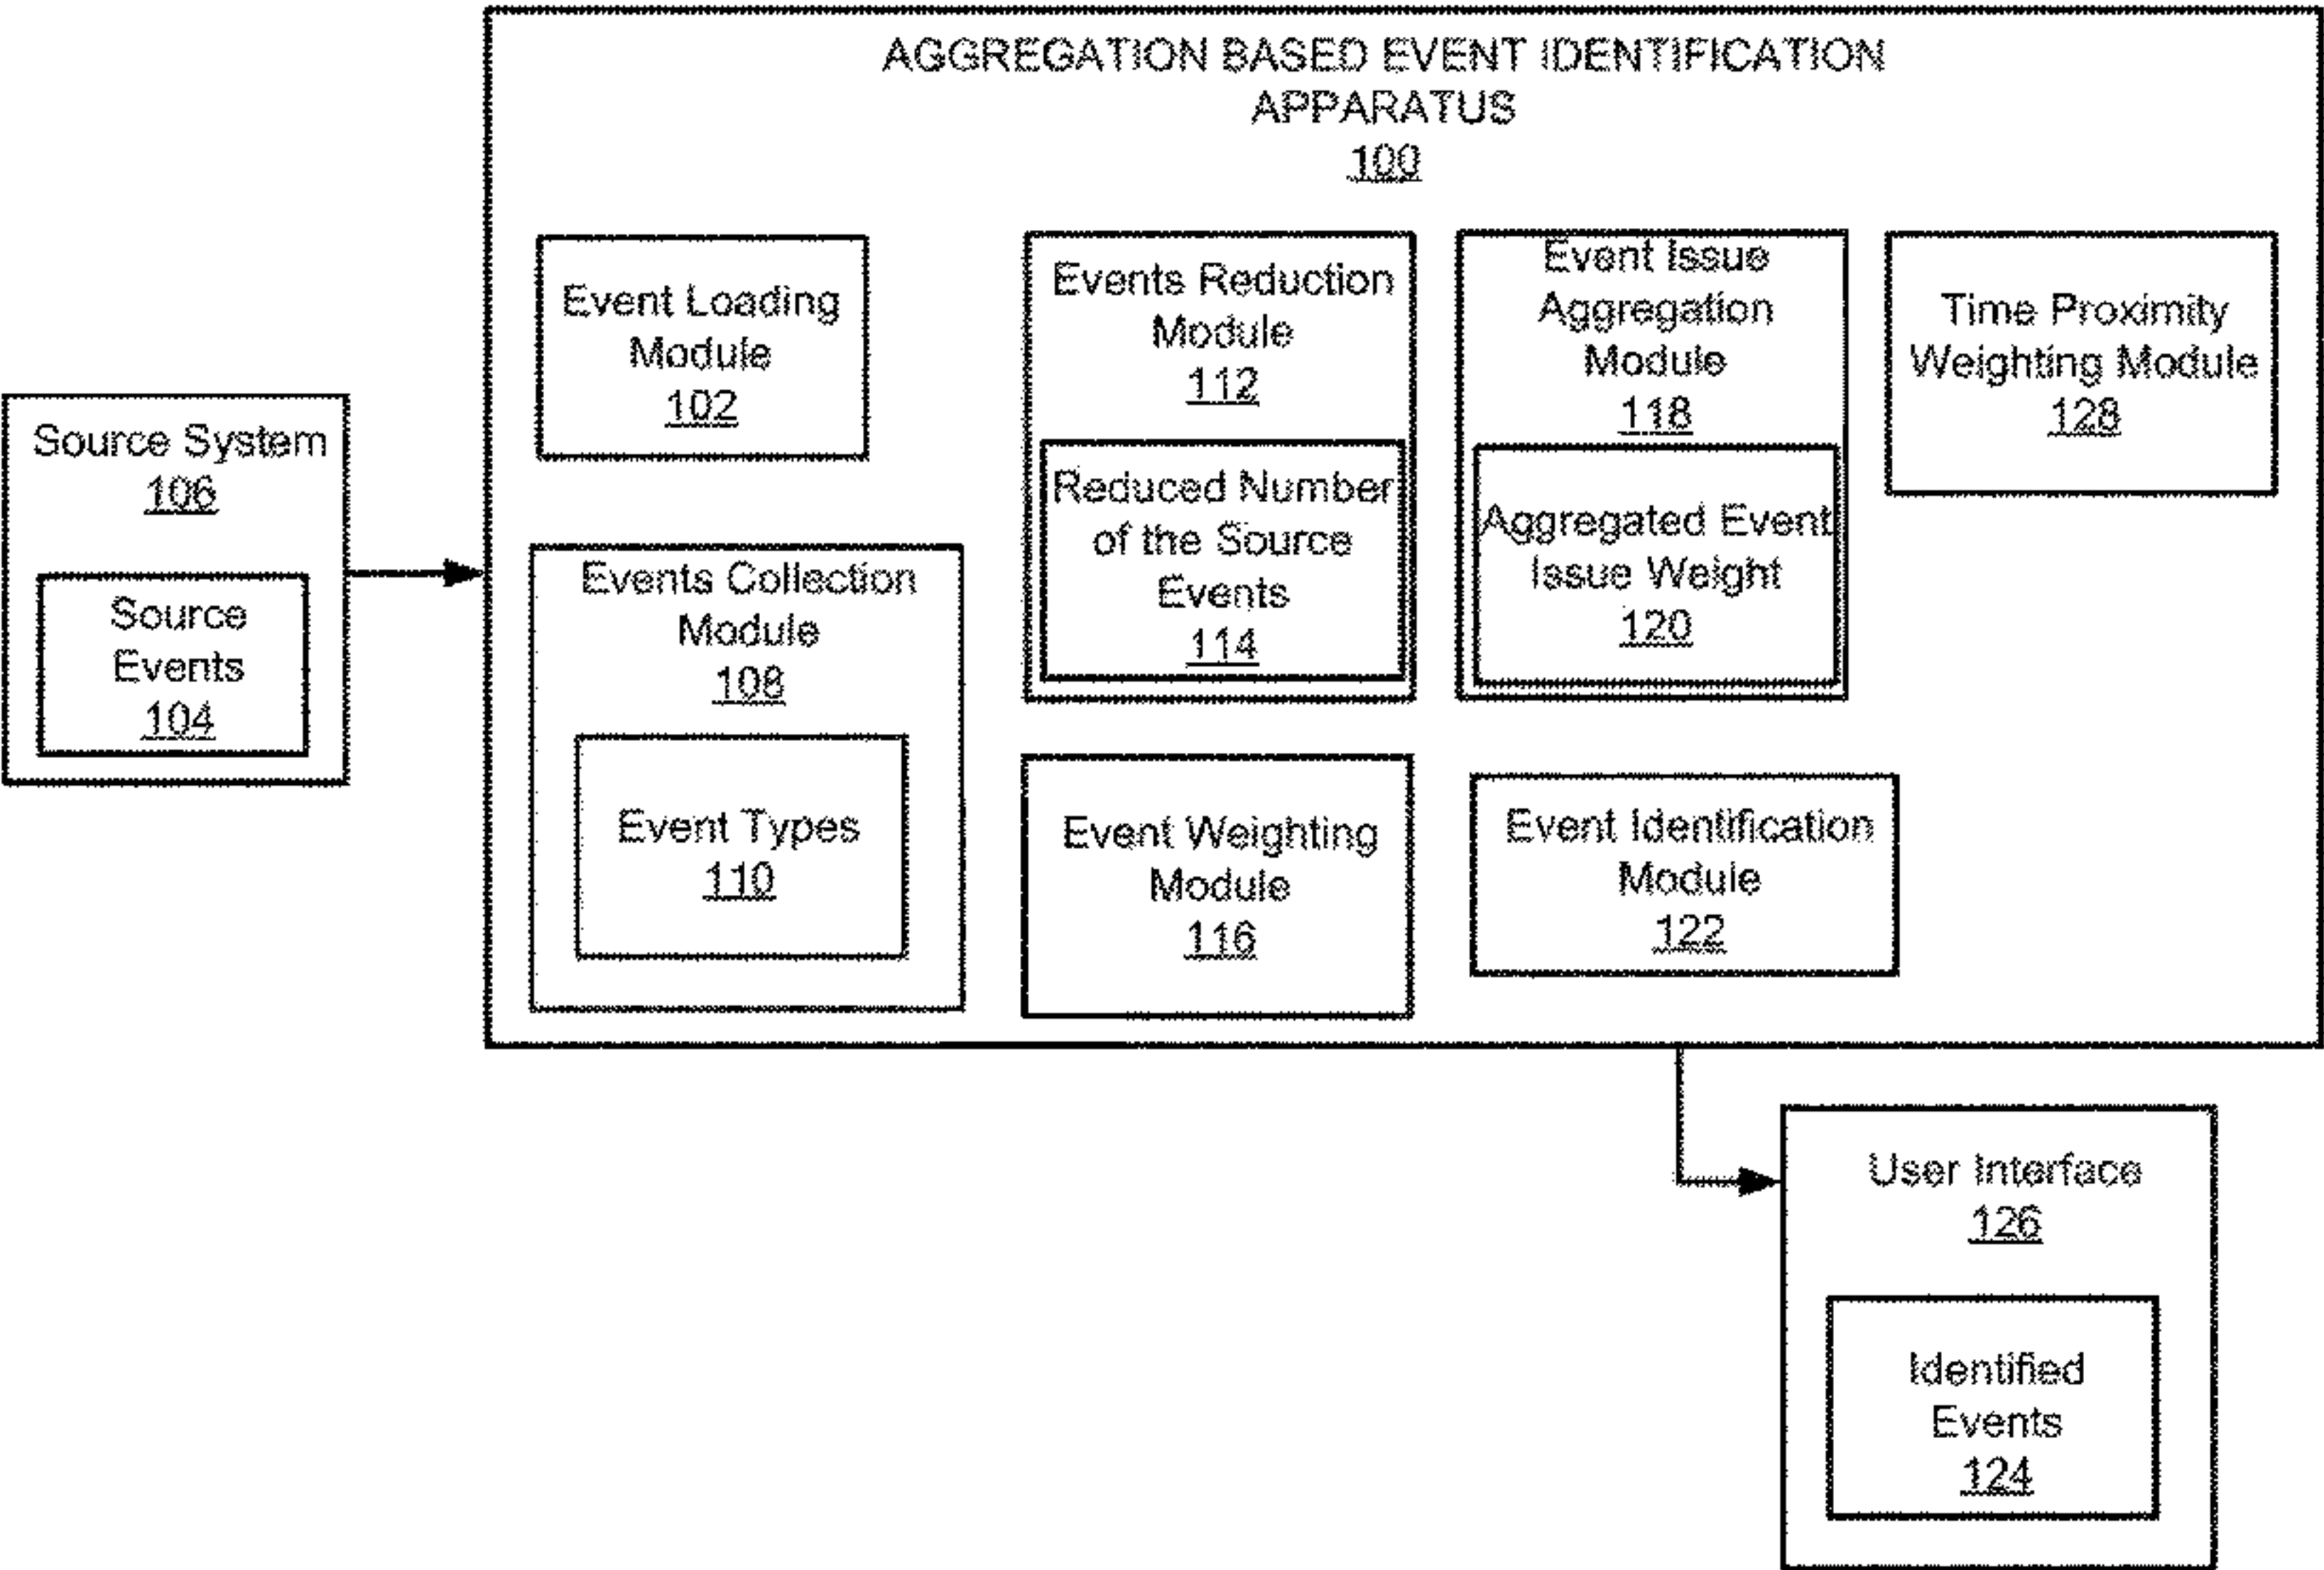 AGGREGATION BASED EVENT IDENTIFICATION
APPARATUS
100
Source System
106
Source
Events
104
Event Loading
Module
102
Events Collection
Module
108
Event Types
110
Events Reduction
Module
112
Reduced Number
of the Source
Events
114
Event Weighting
Module
116
Event Issue
Aggregation
Module
118
Aggregated Event
Issue Weight
120
Event Identification
Module
122
Time Proximity
Weighting Module
128
User Interface
126
Identified
Events
124